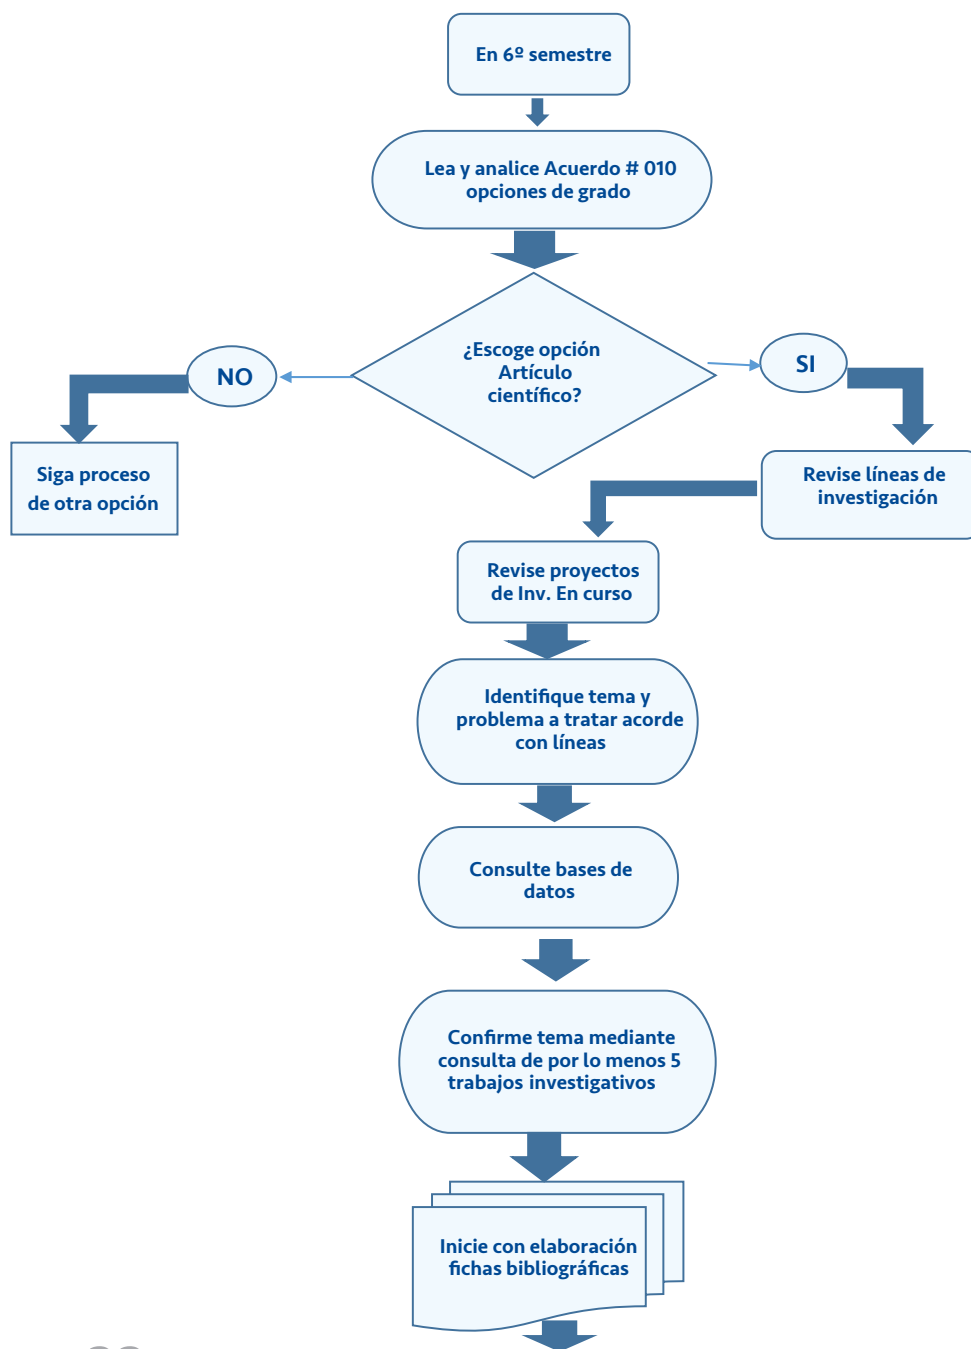 En 6º semestre
Lea y analice Acuerdo # 010
opciones de grado
¿Escoge opción
Artículo
científico?
NO
SI
Siga proceso
de otra opción
Revise líneas de
investigación
Revise proyectos
de Inv. En curso
Identifique tema y
problema a tratar acorde
con líneas
Consulte bases de
datos
Confirme tema mediante
consulta de por lo menos 5
trabajos investigativos
Inicie con elaboración
fichas bibliográficas